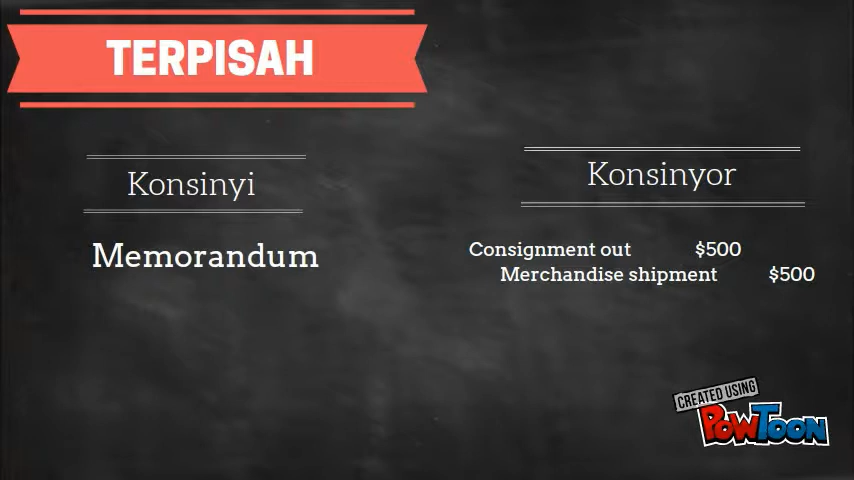 TERPISAH
Konsinyi
Memorandum
Konsinyor
Consignment out $500
Merchandise shipment $500
CREATED USING
POWTOON